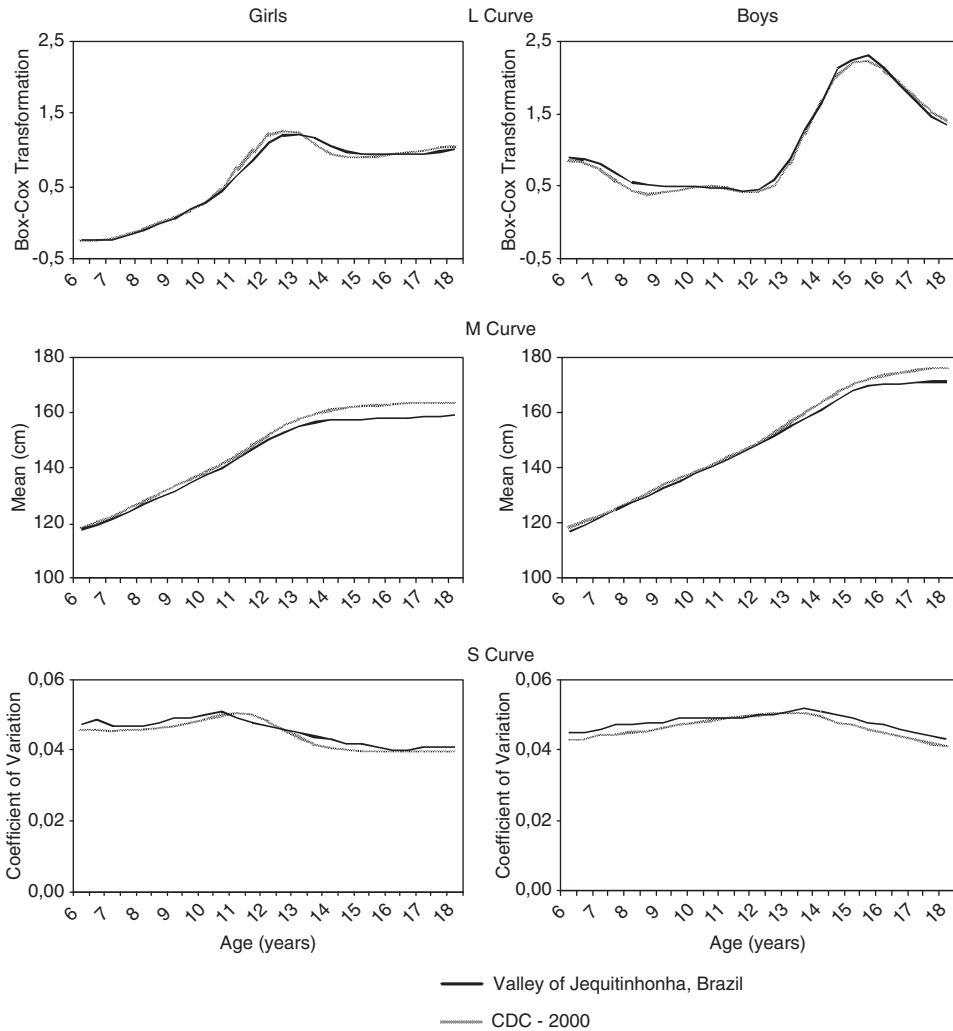 Girls L Curve Boys
Box-Cox Transformation
2,5
1,5
0,5
-0,5
6 7 8 9 10 11 12 13 14 15 16 17 18
Box-Cox Transformation
2,5
1,5
0,5
-0,5
6 7 8 9 10 11 12 13 14 15 16 17 18
M Curve
Mean (cm)
180
160
140
120
100
6 7 8 9 10 11 12 13 14 15 16 17 18
Mean (cm)
180
160
140
120
100
6 7 8 9 10 11 12 13 14 15 16 17 18
S Curve
Coefficient of Variation
0,06
0,04
0,02
0,00
6 7 8 9 10 11 12 13 14 15 16 17 18
Age (years)
Coefficient of Variation
0,06
0,04
0,02
0,00
6 7 8 9 10 11 12 13 14 15 16 17 18
Age (years)
Valley of Jequitinhonha, Brazil
CDC - 2000